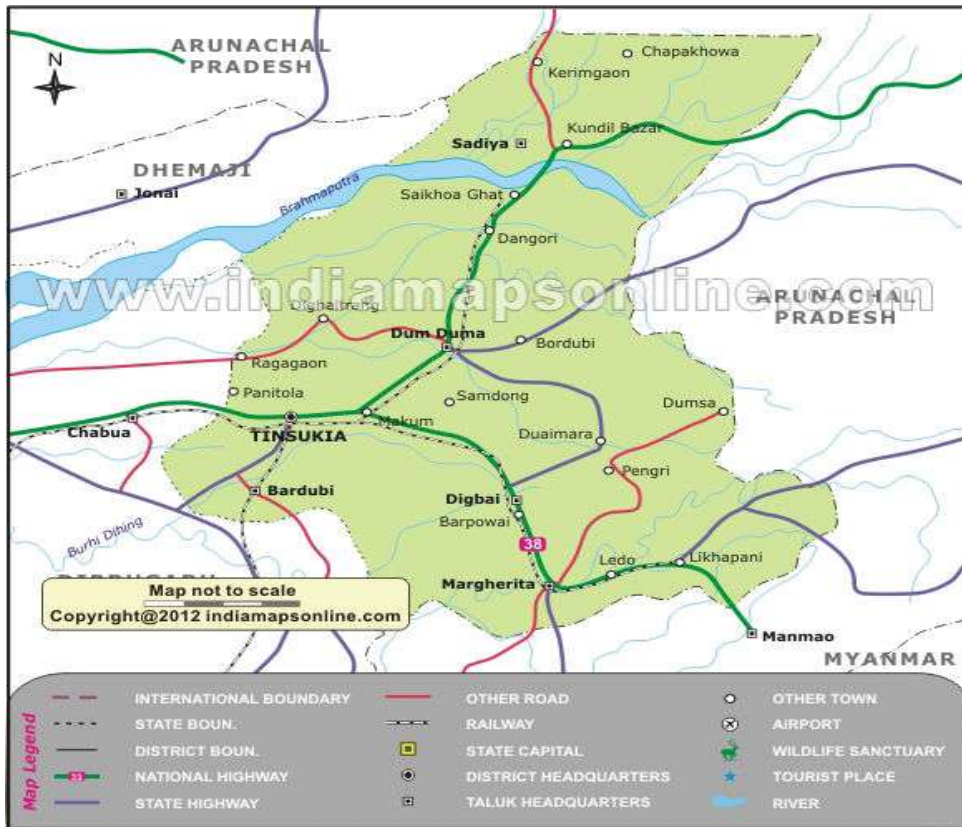 ARUNACHAL
PRADESH
N
Chapakhowa
Kerimgaon
Kundil Bazar
Sadiya
DHEMAJI
Jonai
Brahmaputra
Saikhoa Ghat
Dangori
www.indiamapsonline.com
ARUNACHAL
PRADESH
Dighaltrang
Dum Duma
Bordubi
Ragagaon
Panitola
Samdong
Dumsa
Makum
Chabua
TINSUKIA
Duaimara
Pengri
Bardubi
Digbai
Barpowai
Burhi Dihing
38
Ledo
Likhapani
Margherita
Map not to scale
Copyright@2012 indiamapsonline.com
Manmao
MYANMAR
Map Legend
INTERNATIONAL BOUNDARY
STATE BOUN.
DISTRICT BOUN.
33
NATIONAL HIGHWAY
STATE HIGHWAY
OTHER ROAD
RAILWAY
STATE CAPITAL
DISTRICT HEADQUARTERS
TALUK HEADQUARTERS
OTHER TOWN
AIRPORT
WILDLIFE SANCTUARY
TOURIST PLACE
RIVER